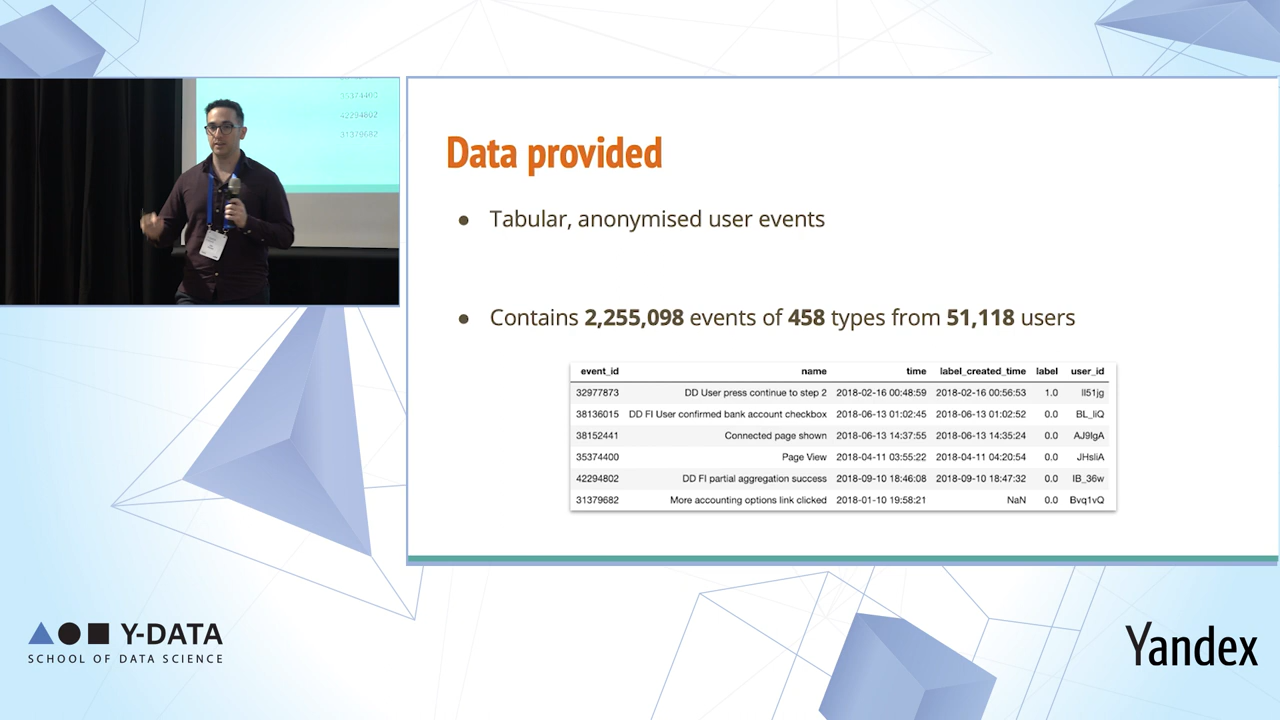 35374400
42294802
31379682
Data provided
● Tabular, anonymised user events
● Contains 2,255,098 events of 458 types from 51,118 users
event_id name time label_created_time label user_id
32977873 DD User press continue to step 2 2018-02-16 00:48:59 2018-02-16 00:56:53 1.0 Il51jg
38136015 DD FI User confirmed bank account checkbox 2018-06-13 01:02:45 2018-06-13 01:02:52 0.0 BL_liQ
38152441 Connected page shown 2018-06-13 14:37:55 2018-06-13 14:35:24 0.0 AJ9lgA
35374400 Page View 2018-04-11 03:55:22 2018-04-11 04:20:54 0.0 JHsliA
42294802 DD FI partial aggregation success 2018-09-10 18:46:08 2018-09-10 18:47:32 0.0 IB_36w
31379682 More accounting options link clicked 2018-01-10 19:58:21 NaN 0.0 Bvq1vQ
Y-DATA
SCHOOL OF DATA SCIENCE
Yandex